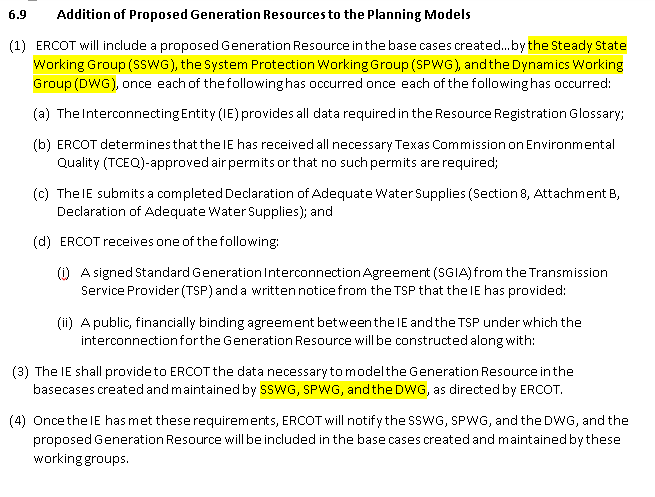 6.9 Addition of Proposed Generation Resources to the Planning Models
(1) ERCOT will include a proposed Generation Resource in the base cases created…by the Steady State
Working Group (SSWG), the System Protection Working Group (SPWG), and the Dynamics Working
Group (DWG), once each of the following has occurred once each of the following has occurred:
(a) The Interconnecting Entity (IE) provides all data required in the Resource Registration Glossary;
(b) ERCOT determines that the IE has received all necessary Texas Commission on Environmental
Quality (TCEQ)-approved air permits or that no such permits are required;
(c) The IE submits a completed Declaration of Adequate Water Supplies (Section 8, Attachment B,
Declaration of Adequate Water Supplies); and
(d) ERCOT receives one of the following:
(i) A signed Standard Generation Interconnection Agreement (SGIA) from the Transmission
Service Provider (TSP) and a written notice from the TSP that the IE has provided:
(ii) A public, financially binding agreement between the IE and the TSP under which the
interconnection for the Generation Resource will be constructed along with:
(3) The IE shall provide to ERCOT the data necessary to model the Generation Resource in the
basecases created and maintained by SSWG, SPWG, and the DWG, as directed by ERCOT.
(4) Once the IE has met these requirements, ERCOT will notify the SSWG, SPWG, and the DWG, and the
proposed Generation Resource will be included in the base cases created and maintained by these
working groups.